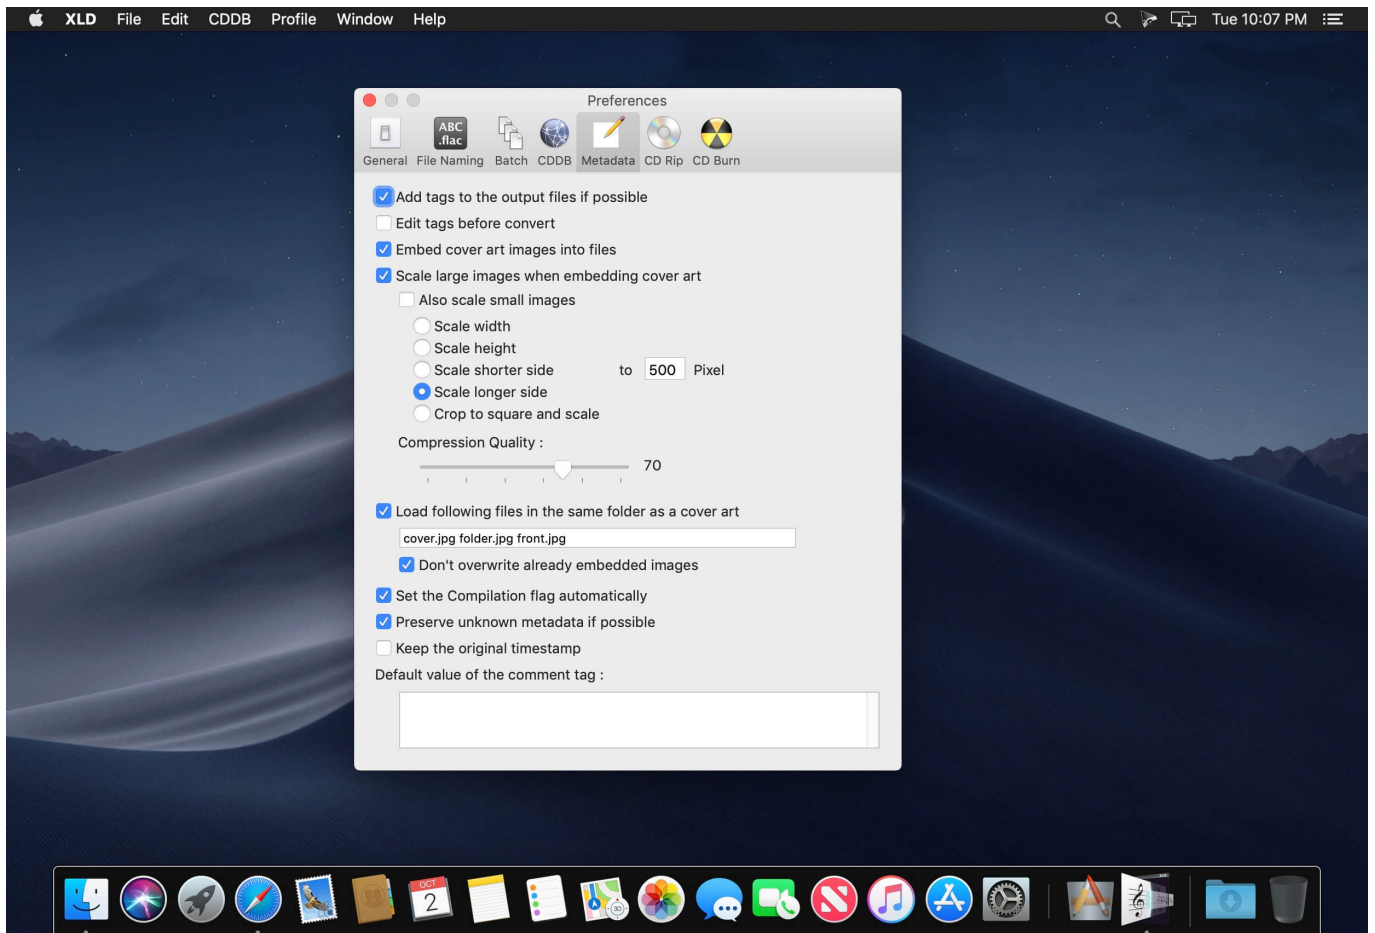 XLD File Edit CDDB Profile Window Help Tue 10:07 PM
Preferences
ABC
.flac
General File Naming Batch CDDB Metadata CD Rip CD Burn
Add tags to the output files if possible
Edit tags before convert
Embed cover art images into files
Scale large images when embedding cover art
Also scale small images
Scale width
Scale height
Scale shorter side to 500 Pixel
Scale longer side
Crop to square and scale
Compression Quality :
70
Load following files in the same folder as a cover art
cover.jpg folder.jpg front.jpg
Don't overwrite already embedded images
Set the Compilation flag automatically
Preserve unknown metadata if possible
Keep the original timestamp
Default value of the comment tag :
OCT
2